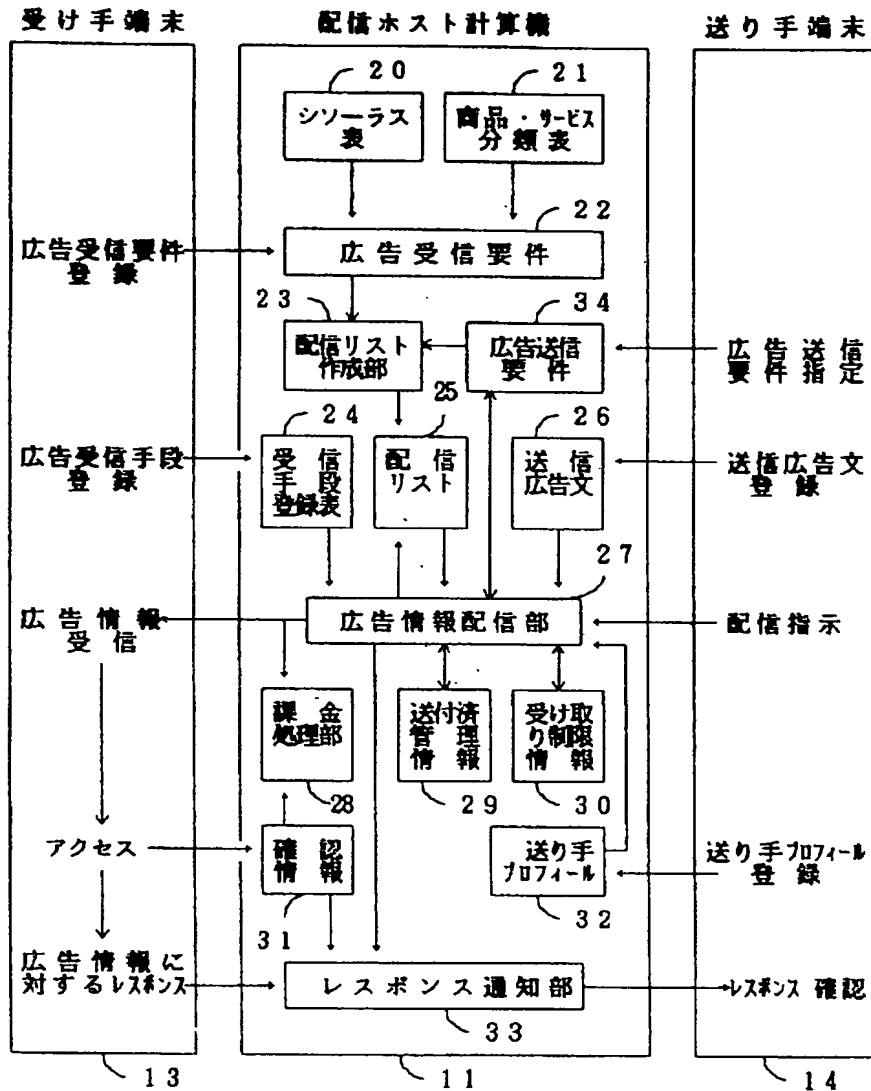 受け手端末
配信ホスト計算機
送り手端末
20
21
シソーラス
表
商品・サービス
分類表
22
広告受信要件
登録
広告受信要件
23
34
配信リスト
作成部
広告送信
要件
広告送信
要件指定
24
25
26
広告受信手段
登録
受信
手段
登録表
配信
リスト
送信
広告文
送信広告文
登録
27
広告情報
受信
広告情報配信部
配信指示
課金
処理部
送付済
管理
情報
受け取
り制限
情報
28
29
30
アクセス
確認
情報
送り手
プロフィール
送り手プロフィール
登録
31
32
広告情報に
対するレスポンス
レスポンス通知部
レスポンス確認
33
13
11
14